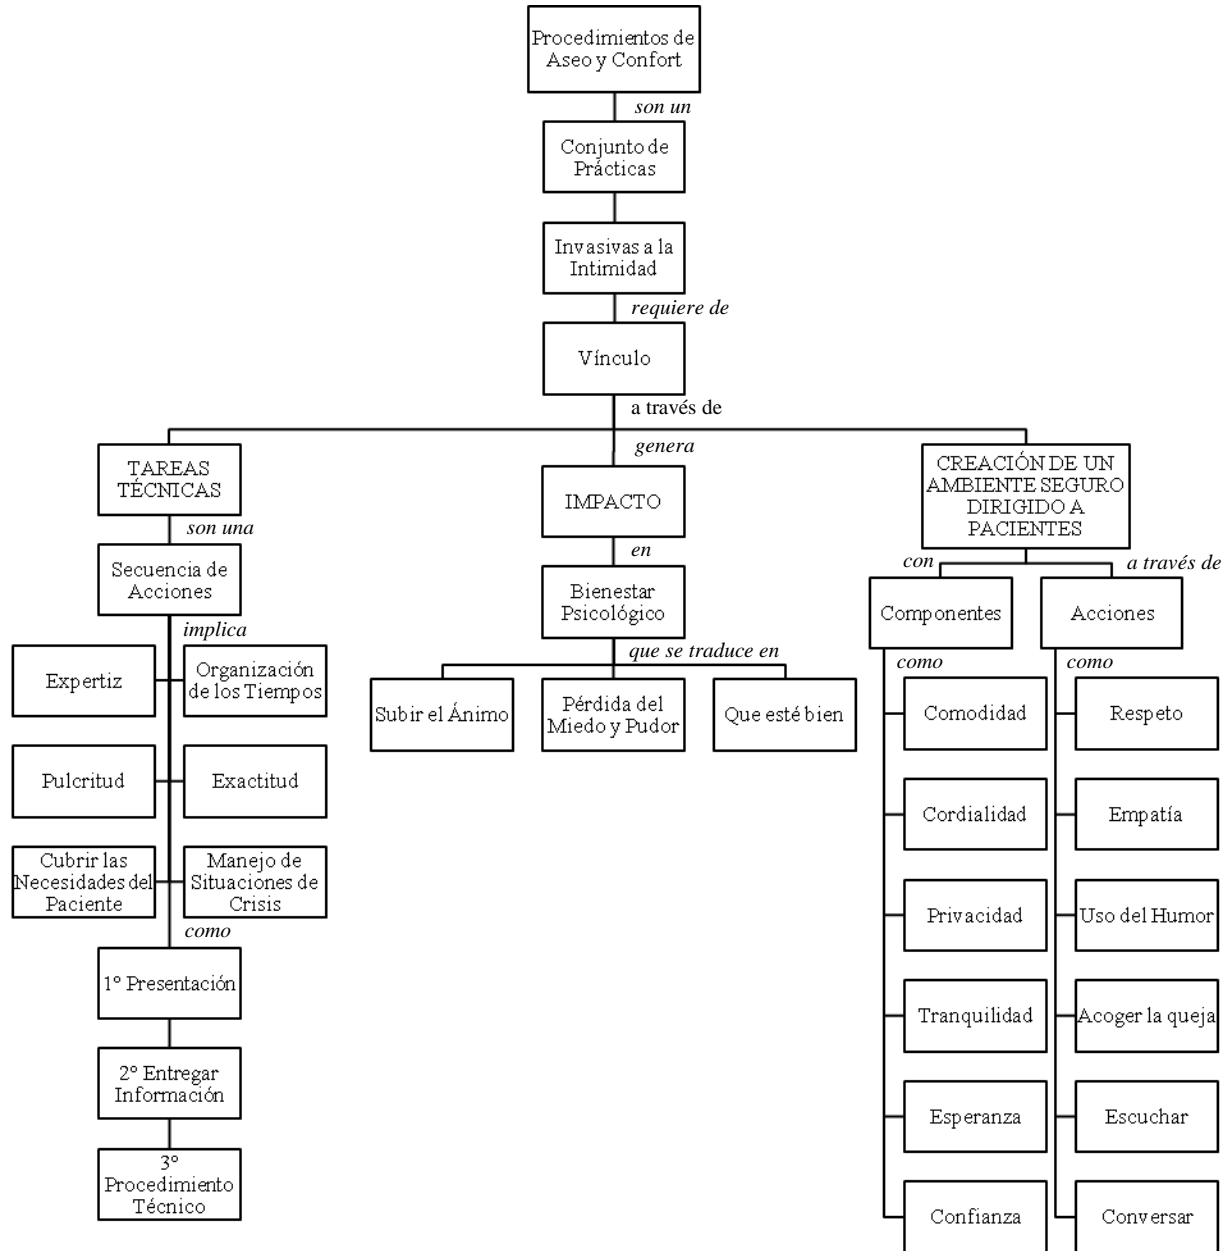 Procedimientos de
Aseo y Confort
son un
Conjunto de
Prácticas
Invasivas a la
Intimidad
requiere de
Vínculo
a través de
genera
TAREAS
TÉCNICAS
son una
Secuencia de
Acciones
implica
Expertiz
Organización
de los Tiempos
Pulcritud
Exactitud
Cubrir las
Necesidades del
Paciente
Manejo de
Situaciones de
Crisis
como
1º Presentación
2º Entregar
Información
3º
Procedimiento
Técnico
IMPACTO
en
Bienestar
Psicológico
que se traduce en
Subir el Ánimo
Pérdida del
Miedo y Pudor
Que esté bien
CREACIÓN DE UN
AMBIENTE SEGURO
DIRIGIDO A
PACIENTES
con
a través de
Componentes
como
Comodidad
Cordialidad
Privacidad
Tranquilidad
Esperanza
Confianza
Acciones
como
Respeto
Empatía
Uso del Humor
Acoger la queja
Escuchar
Conversar